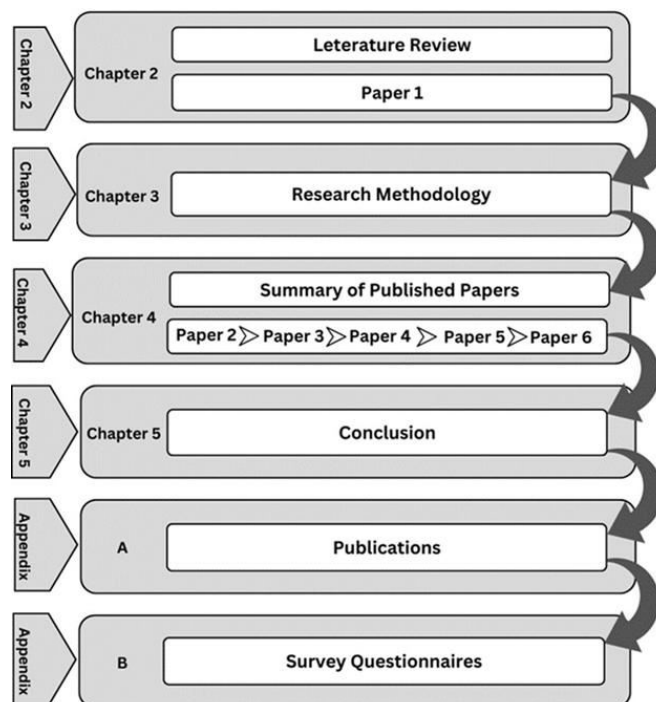 Chapter 2
Chapter 2
Leterature Review
Paper 1
Chapter 3
Chapter 3
Research Methodology
Chapter 4
Chapter 4
Summary of Published Papers
Paper 2 Paper 3 Paper 4 Paper 5 Paper 6
Chapter 5
Chapter 5
Conclusion
Appendix
A
Publications
Appendix
B
Survey Questionnaires